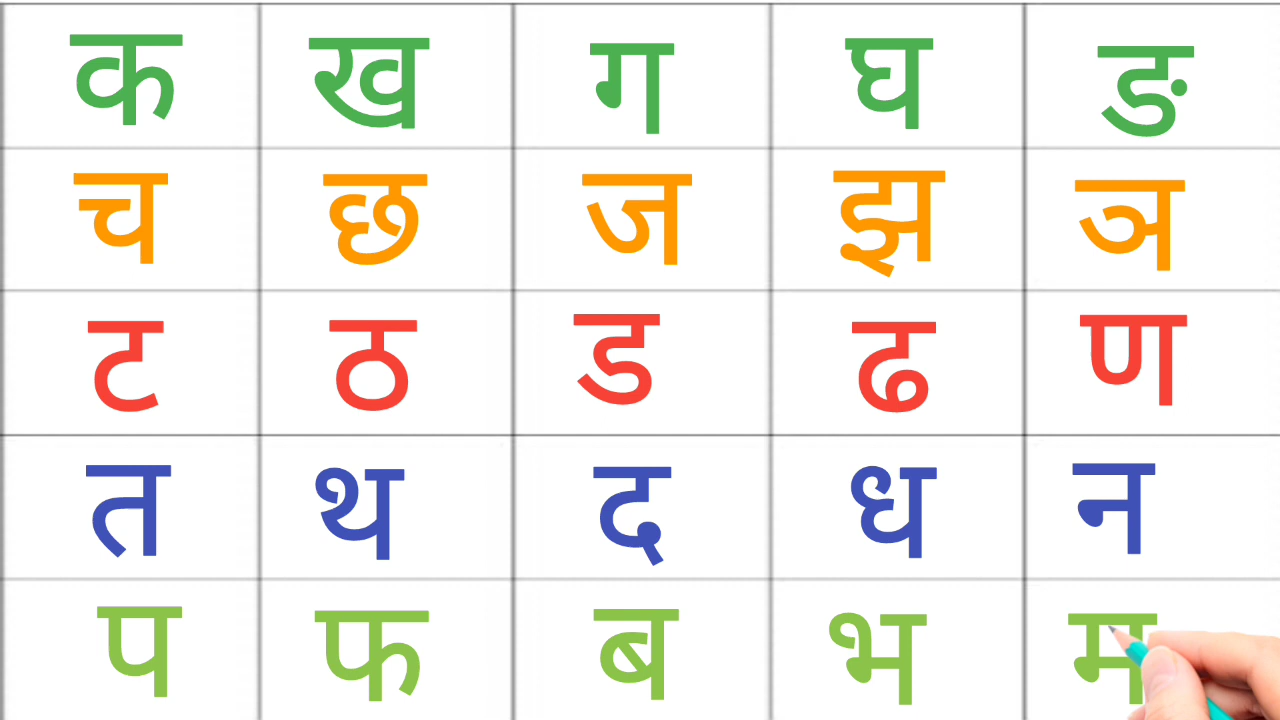 क ख ग घ ङ
च छ ज झ ञ
ट ठ ड ढ ण
त थ द ध न
प फ ब भ म